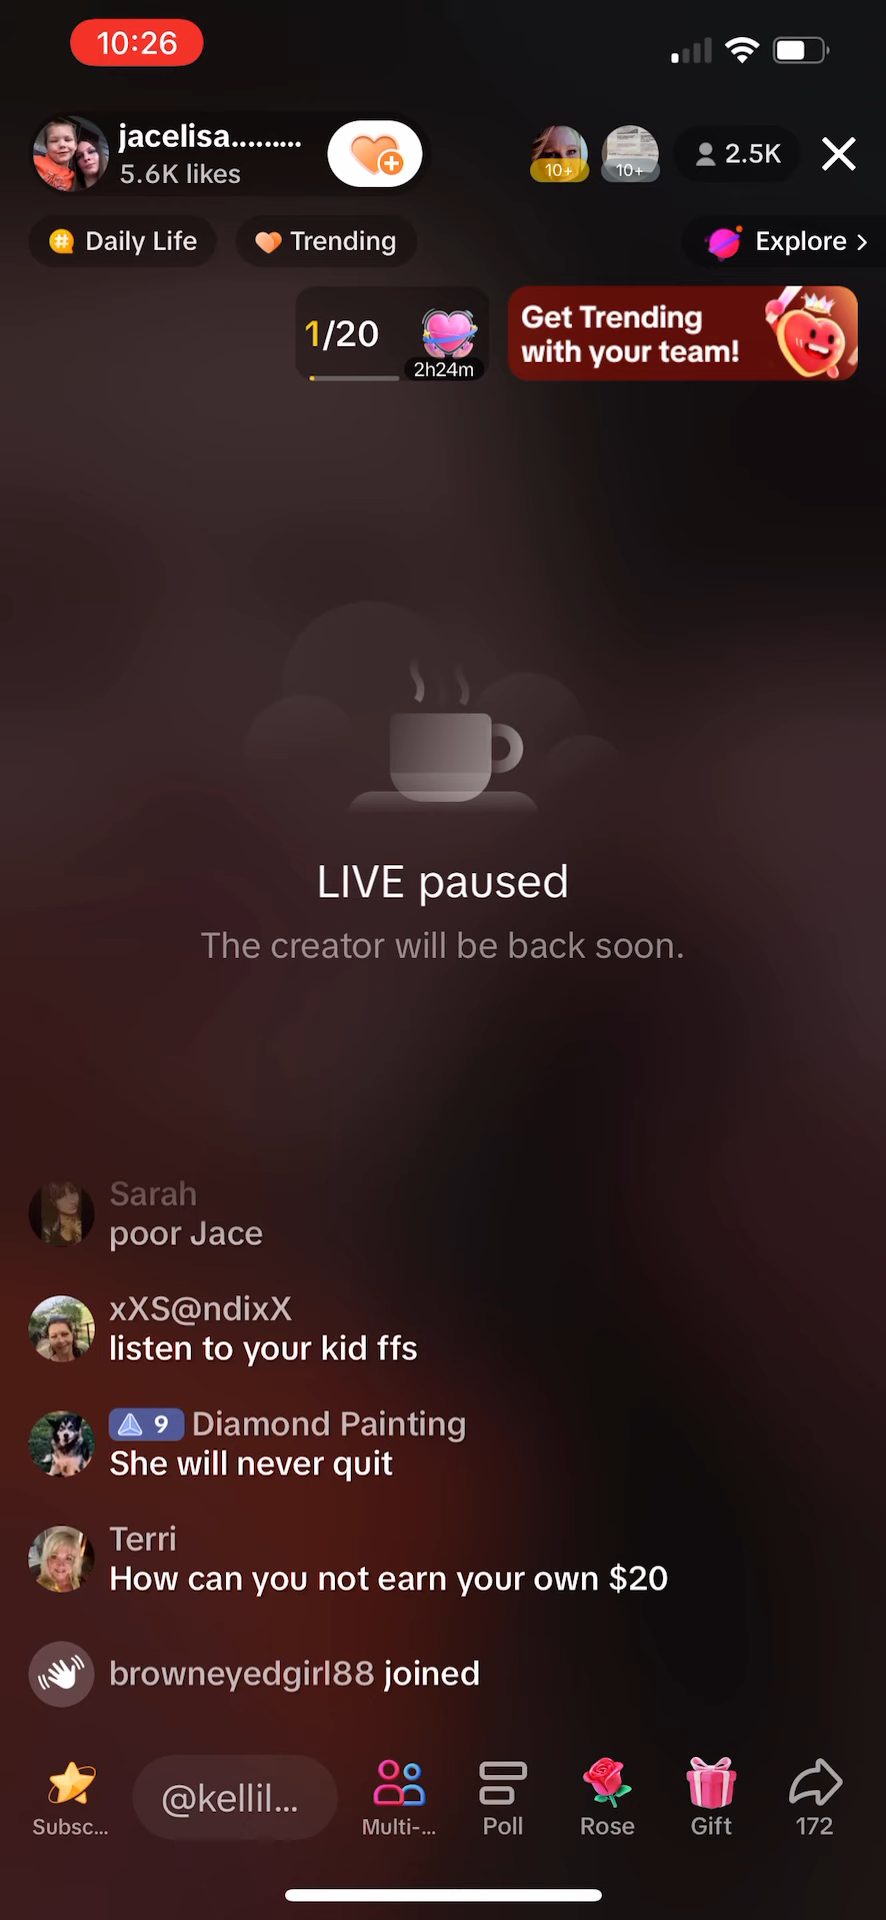 10:26
jacelisa.........
5.6K likes
10+
10+
2.5K
Daily Life
Trending
Explore >
1/20
2h24m
Get Trending
with your team!
LIVE paused
The creator will be back soon.
Sarah
poor Jace
xXS@ndixX
listen to your kid ffs
9 Diamond Painting
She will never quit
Terri
How can you not earn your own $20
browneyedgirl88 joined
@kellil...
Subsc...
Multi-...
Poll
Rose
Gift
172